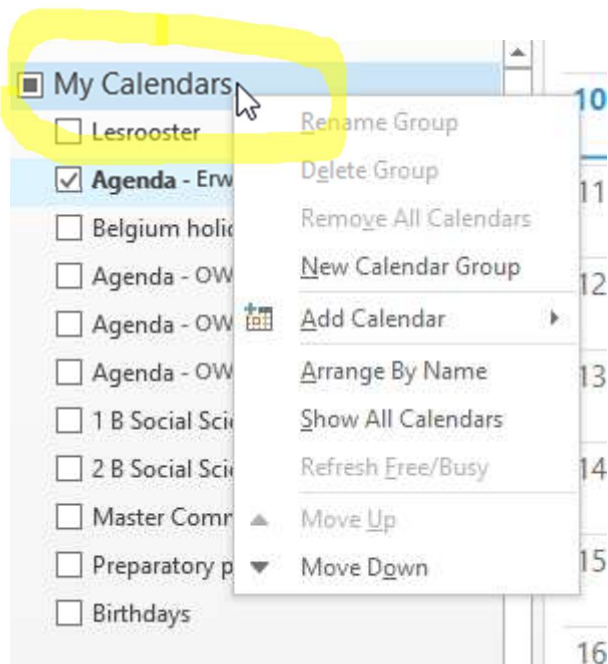 My Calendars
Lesrooster
Agenda - Erw
Belgium holi
Agenda - OW
Agenda - OW
Agenda - OW
1 B Social Sci
2 B Social Sci
Master Comr
Preparatory p
Birthdays
Rename Group
Delete Group
Remove All Calendars
New Calendar Group
Add Calendar
Arrange By Name
Show All Calendars
Refresh Free/Busy
Move Up
Move Down
10
11
12
13
14
15
16